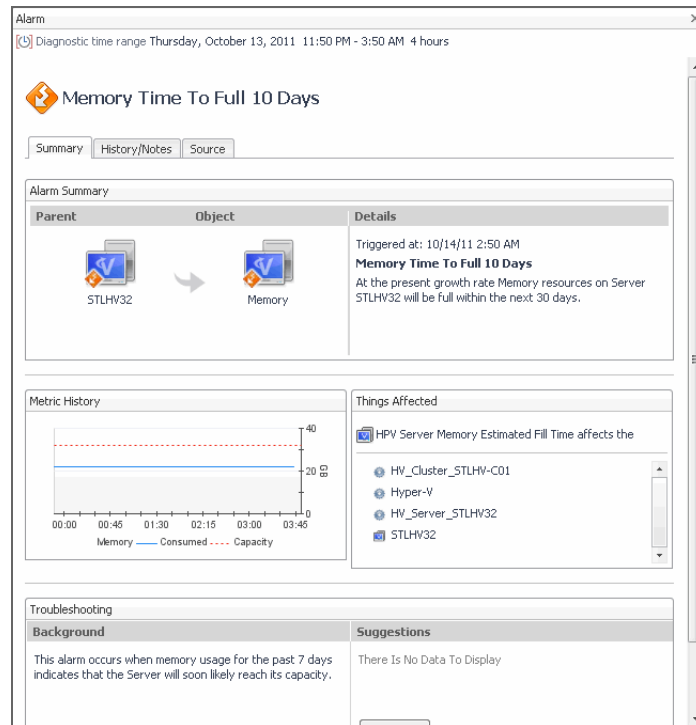 Alarm
Diagnostic time range Thursday, October 13, 2011 11:50 PM - 3:50 AM 4 hours
Memory Time To Full 10 Days
Summary
History/Notes
Source
Alarm Summary
Parent
Object
Details
STLHV32
Memory
Triggered at: 10/14/11 2:50 AM
Memory Time To Full 10 Days
At the present growth rate Memory resources on Server
STLHV32 will be full within the next 30 days.
Metric History
40
20
0
GB
00:00 00:45 01:30 02:15 03:00 03:45
Memory Consumed Capacity
Things Affected
HPV Server Memory Estimated Fill Time affects the
HV_Cluster_STLHV-C01
Hyper-V
HV_Server_STLHV32
STLHV32
Troubleshooting
Background
Suggestions
This alarm occurs when memory usage for the past 7 days
indicates that the Server will soon likely reach its capacity.
There Is No Data To Display